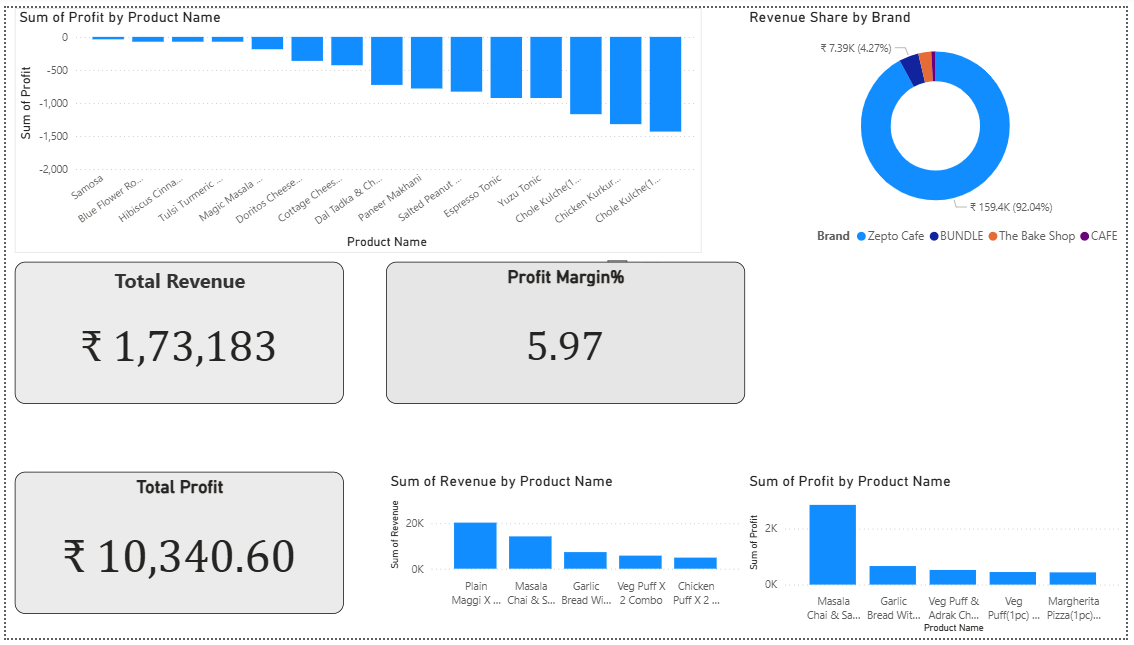 Sum of Profit by Product Name
Sum of Profit
0
-500
-1,000
-1,500
-2,000
Samosa
Blue Flower Ro...
Hibiscus Cinna...
Tulsi Turmeric ...
Magic Masala ...
Doritos Cheese...
Cottage Chees...
Dal Tadka & Ch...
Paneer Makhani
Salted Peanut ...
Espresso Tonic
Yuzu Tonic
Chole Kulche(1...
Chicken Kurkur...
Chole Kulche(1...
Product Name
Revenue Share by Brand
₹ 7.39K (4.27%)
₹ 159.4K (92.04%)
Brand Zepto Cafe BUNDLE The Bake Shop CAFE
Total Revenue
₹ 1,73,183
Profit Margin%
5.97
Total Profit
₹ 10,340.60
Sum of Revenue by Product Name
Sum of Revenue
20K
0K
Plain
Maggi X ...
Masala
Chai & S...
Garlic
Bread Wi...
Veg Puff X
2 Combo
Chicken
Puff X 2 ...
Sum of Profit by Product Name
Sum of Profit
2K
0K
Masala
Chai & Sa...
Garlic
Bread Wit...
Veg Puff &
Adrak Ch...
Veg
Puff(1pc) ...
Margherita
Pizza(1pc)...
Product Name